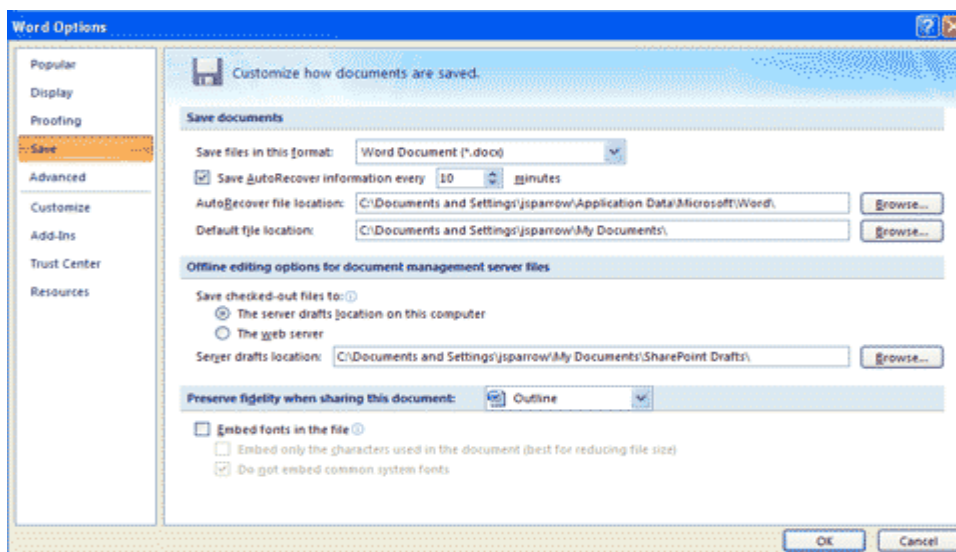 Word Options
Popular
Display
Proofing
Save
Advanced
Customize
Add-Ins
Trust Center
Resources
Customize how documents are saved.
Save documents
Save files in this format: Word Document (*.docx)
Save AutoRecover information every 10 minutes
AutoRecover file location: C:\Documents and Settings\jsparrow\Application Data\Microsoft\Word\ Browse...
Default file location: C:\Documents and Settings\jsparrow\My Documents\ Browse...
Offline editing options for document management server files
Save checked-out files to:
The server drafts location on this computer
The web server
Server drafts location: C:\Documents and Settings\jsparrow\My Documents\SharePoint Drafts\ Browse...
Preserve fidelity when sharing this document: Outline
Embed fonts in the file
Embed only the characters used in the document (best for reducing file size)
Do not embed common system fonts
OK Cancel